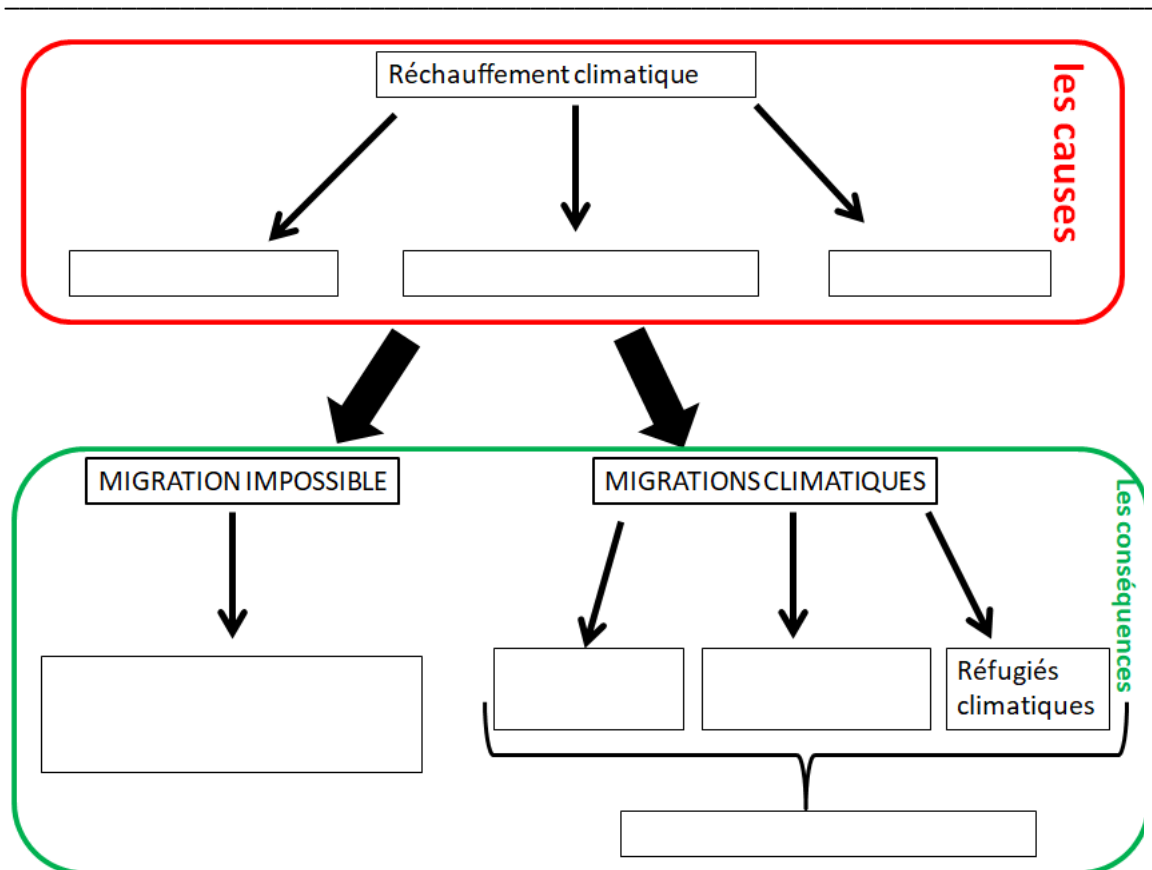 Réchauffement climatique
les causes
MIGRATION IMPOSSIBLE
MIGRATIONS CLIMATIQUES
Les conséquences
Réfugiés
climatiques